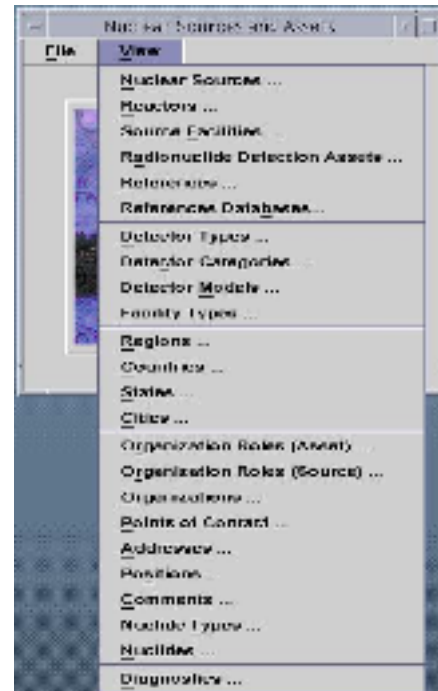 Nuclear Sources and Assets
File View
Nuclear Sources ...
Reactors ...
Source Facilities ...
Radionuclide Detection Assets ...
References ...
References Databases...
Detector Types ...
Detector Categories ...
Detector Models ...
Facility Types ...
Regions ...
Countries ...
States ...
Cities ...
Organization Roles (Asset) ...
Organization Roles (Source) ...
Organizations ...
Points of Contact ...
Addresses ...
Positions ...
Comments ...
Nuclide Types ...
Nuclides ...
Diagnostics ...